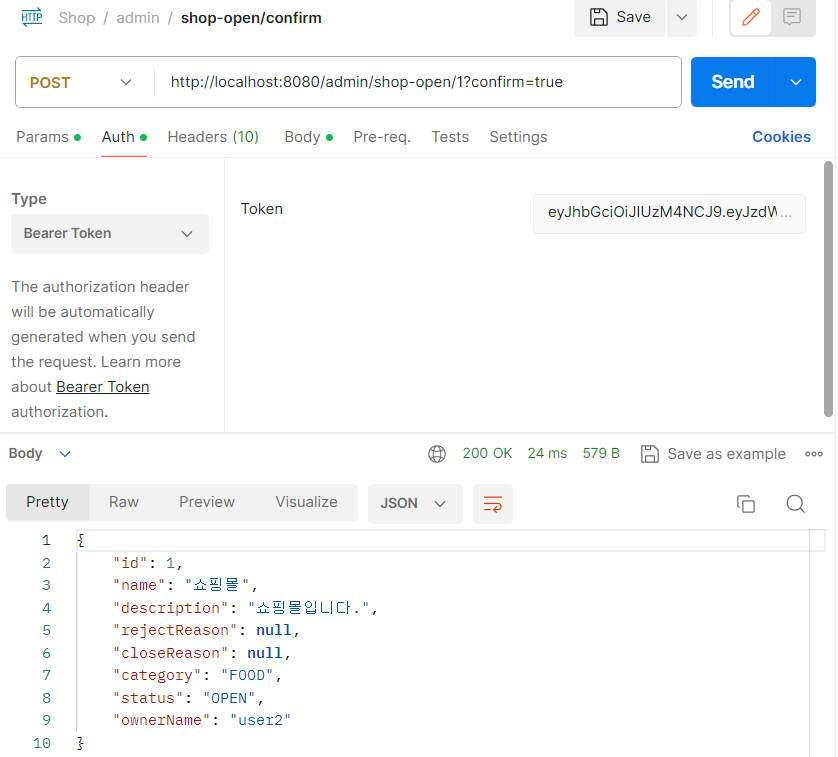 HTTP Shop / admin / shop-open/confirm Save
POST http://localhost:8080/admin/shop-open/1?confirm=true Send
Params Auth Headers (10) Body Pre-req. Tests Settings Cookies
Type
Bearer Token
The authorization header
will be automatically
generated when you send
the request. Learn more
about Bearer Token
authorization.
Token eyJhbGciOiJIUzM4NCJ9.eyJzdW...
Body 200 OK 24 ms 579 B Save as example
Pretty Raw Preview Visualize JSON
1 {
2 "id": 1,
3 "name": "쇼핑몰",
4 "description": "쇼핑몰입니다.",
5 "rejectReason": null,
6 "closeReason": null,
7 "category": "FOOD",
8 "status": "OPEN",
9 "ownerName": "user2"
10 }